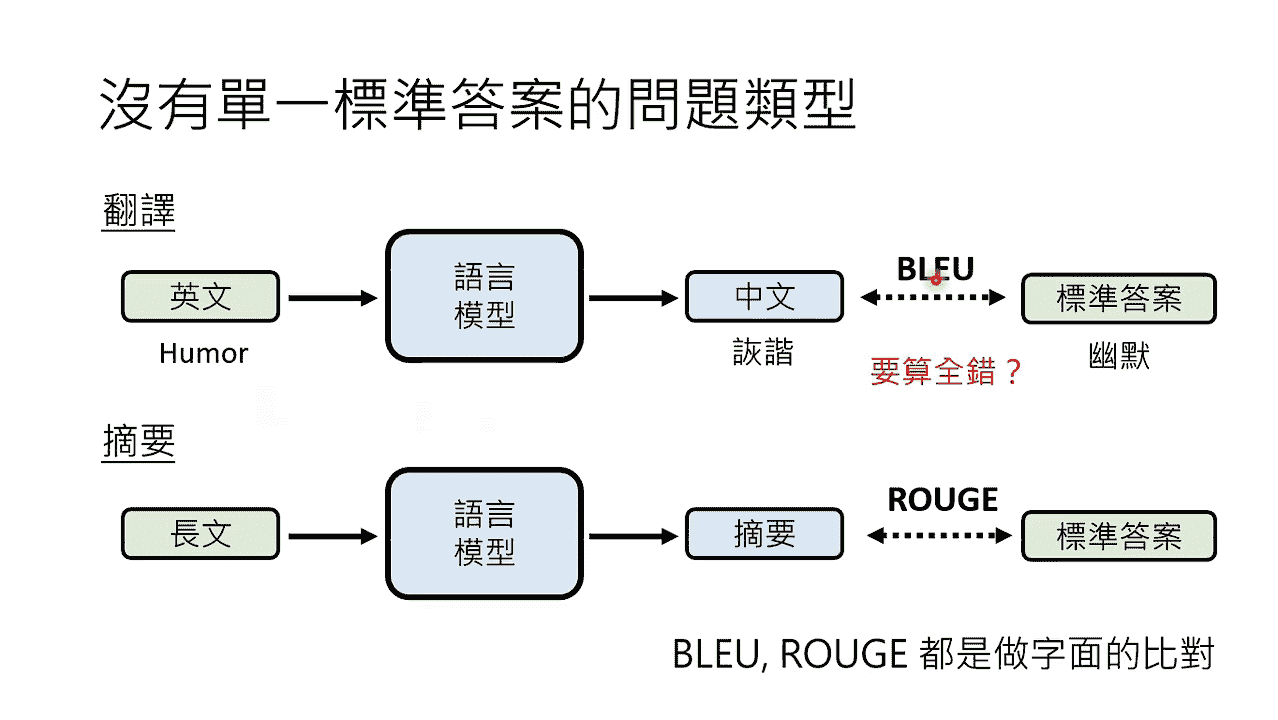 沒有單一標準答案的問題類型
翻譯
英文
語言
模型
中文
BLEU
標準答案
Humor
詼諧
要算全錯？
幽默
摘要
長文
語言
模型
摘要
ROUGE
標準答案
BLEU, ROUGE 都是做字面的比對